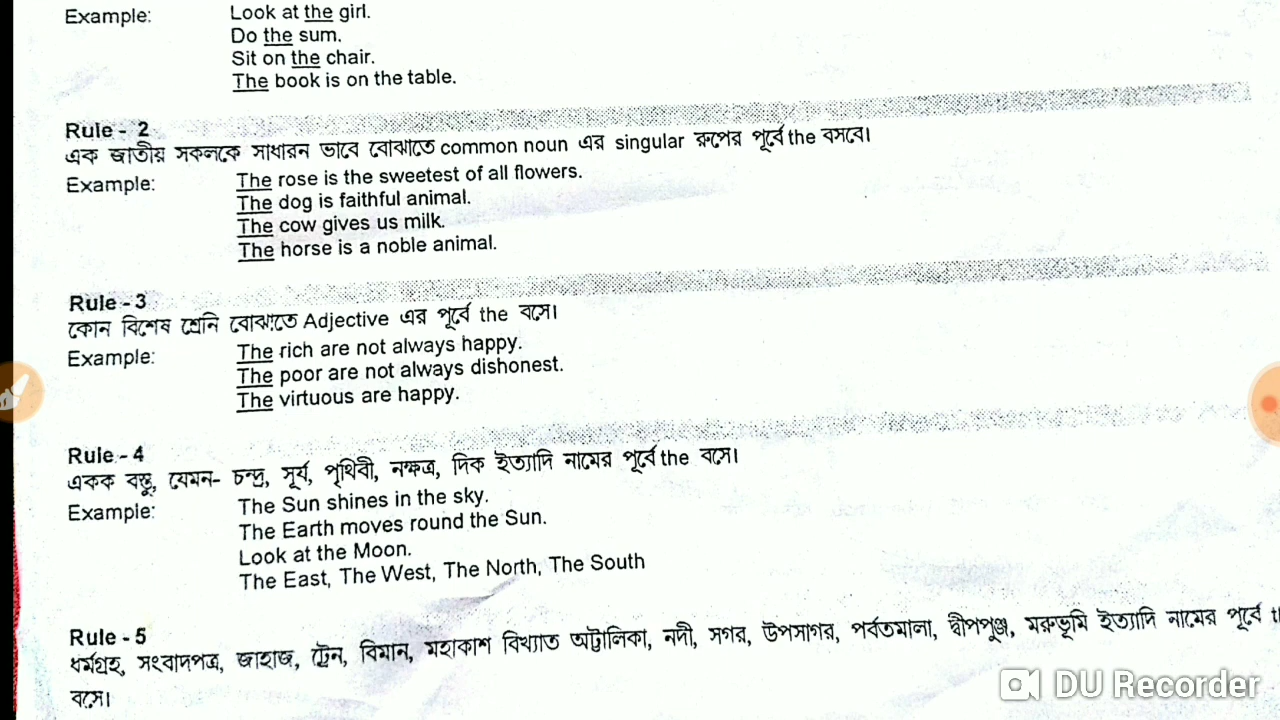 Example: Look at the girl.
Do the sum.
Sit on the chair.
The book is on the table.
Rule - 2
এক জাতীয় সকলকে সাধারন ভাবে বোঝাতে common noun এর singular রুপের পূর্বে the বসবে।
Example: The rose is the sweetest of all flowers.
The dog is faithful animal.
The cow gives us milk.
The horse is a noble animal.
Rule - 3
কোন বিশেষ শ্রেনি বোঝাতে Adjective এর পূর্বে the বসে।
Example: The rich are not always happy.
The poor are not always dishonest.
The virtuous are happy.
Rule - 4
একক বস্তু, যেমন- চন্দ্র, সূর্য, পৃথিবী, নক্ষত্র, দিক ইত্যাদি নামের পূর্বে the বসে।
Example: The Sun shines in the sky.
The Earth moves round the Sun.
Look at the Moon.
The East, The West, The North, The South
Rule - 5
ধর্মগ্রহ, সংবাদপত্র, জাহাজ, ট্রেন, বিমান, মহাকাশ বিখ্যাত অট্টালিকা, নদী, সগর, উপসাগর, পর্বতমালা, দ্বীপপুঞ্জ, মরুভূমি ইত্যাদি নামের পূর্বে
বসে।
DU Recorder